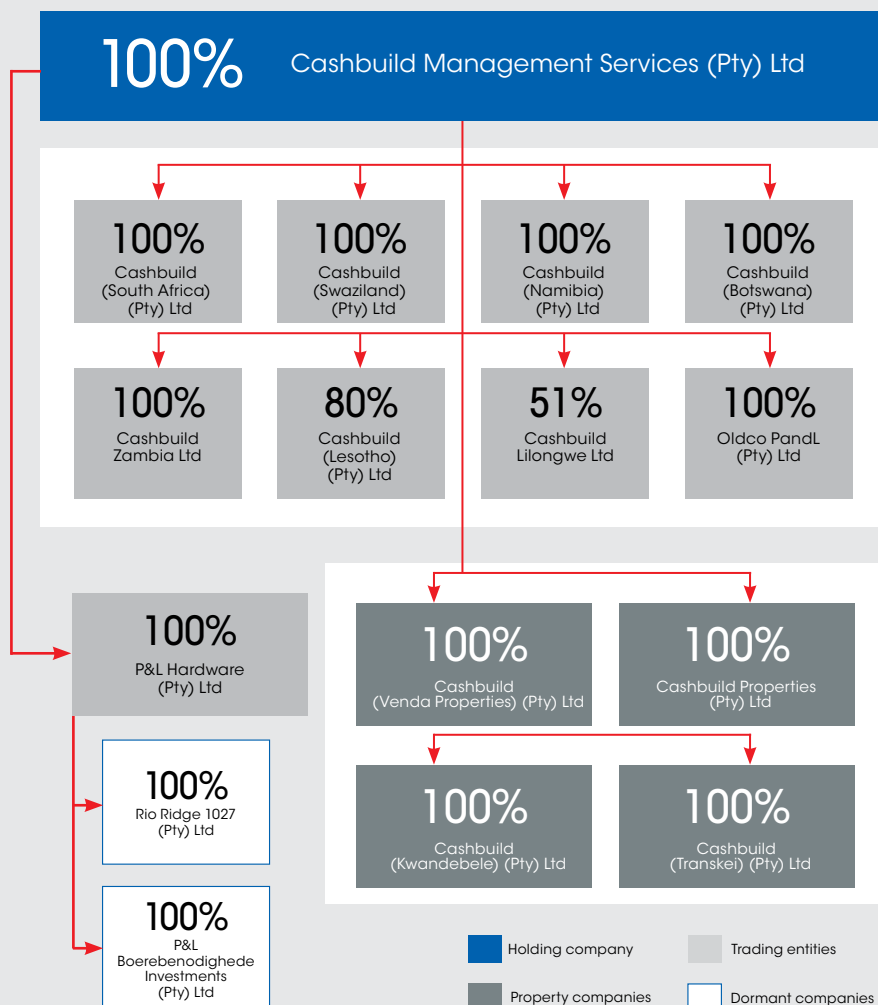 100%
Cashbuild Management Services (Pty) Ltd
100%
Cashbuild
(South Africa)
(Pty) Ltd
100%
Cashbuild
(Swaziland)
(Pty) Ltd
100%
Cashbuild
(Namibia)
(Pty) Ltd
100%
Cashbuild
(Botswana)
(Pty) Ltd
100%
Cashbuild
Zambia Ltd
80%
Cashbuild
(Lesotho)
(Pty) Ltd
51%
Cashbuild
Lilongwe Ltd
100%
Oldco PandL
(Pty) Ltd
100%
P&L Hardware
(Pty) Ltd
100%
Rio Ridge 1027
(Pty) Ltd
100%
P&L
Boerebenodighede
Investments
(Pty) Ltd
100%
Cashbuild
(Venda Properties) (Pty) Ltd
100%
Cashbuild Properties
(Pty) Ltd
100%
Cashbuild
(Kwandebele) (Pty) Ltd
100%
Cashbuild
(Transkei) (Pty) Ltd
Holding company
Trading entities
Property companies
Dormant companies